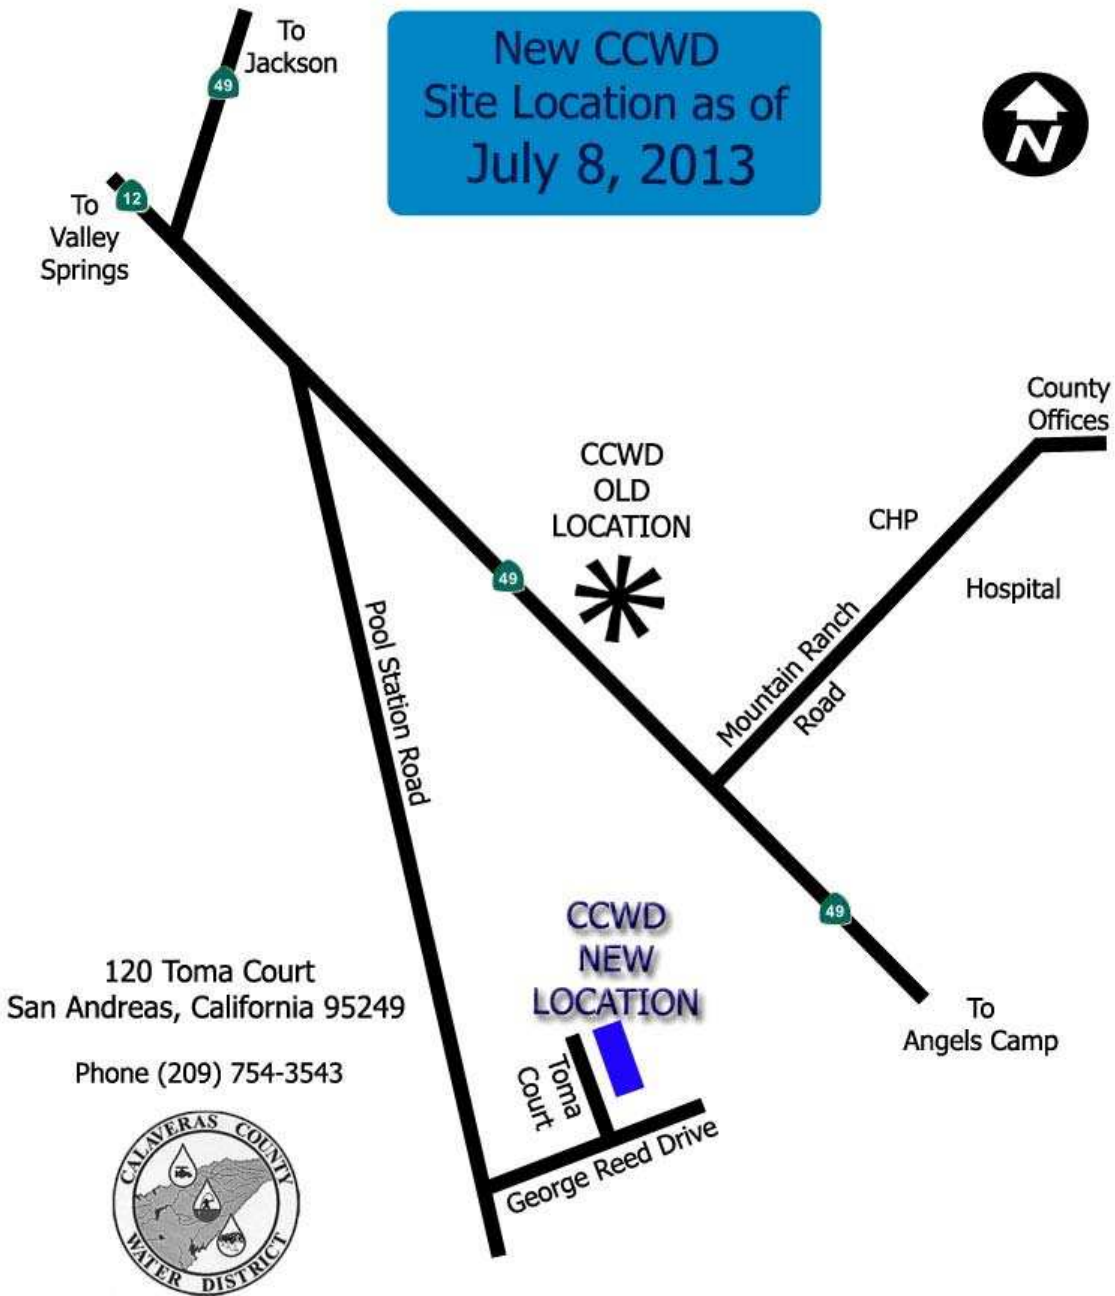 To
Jackson
49
New CCWD
Site Location as of
July 8, 2013
N
12
To
Valley
Springs
County
Offices
CCWD
OLD
LOCATION
CHP
49
Hospital
Pool Station Road
Mountain Ranch
Road
49
CCWD
NEW
LOCATION
120 Toma Court
San Andreas, California 95249
To
Angels Camp
Phone (209) 754-3543
Toma
Court
George Reed Drive
CALAVERAS COUNTY
WATER DISTRICT